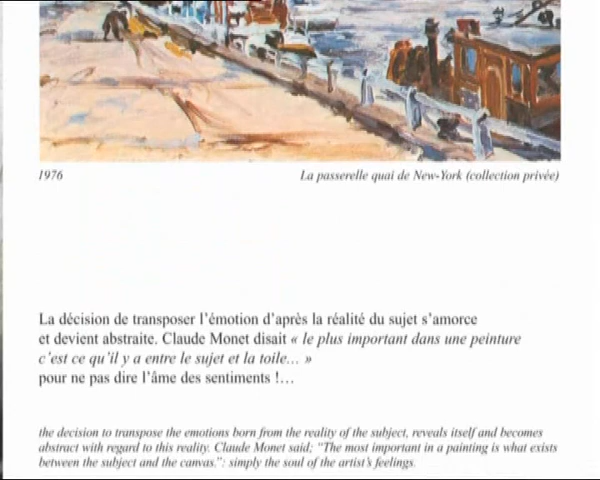 1976
La passerelle quai de New-York (collection privée)
La décision de transposer l'émotion d'après la réalité du sujet s'amorce
et devient abstraite. Claude Monet disait « le plus important dans une peinture
c'est ce qu'il y a entre le sujet et la toile... »
pour ne pas dire l'âme des sentiments !...
the decision to transpose the emotions born from the reality of the subject, reveals itself and becomes
abstract with regard to this reality. Claude Monet said; "The most important in a painting is what exists
between the subject and the canvas.": simply the soul of the artist's feelings.